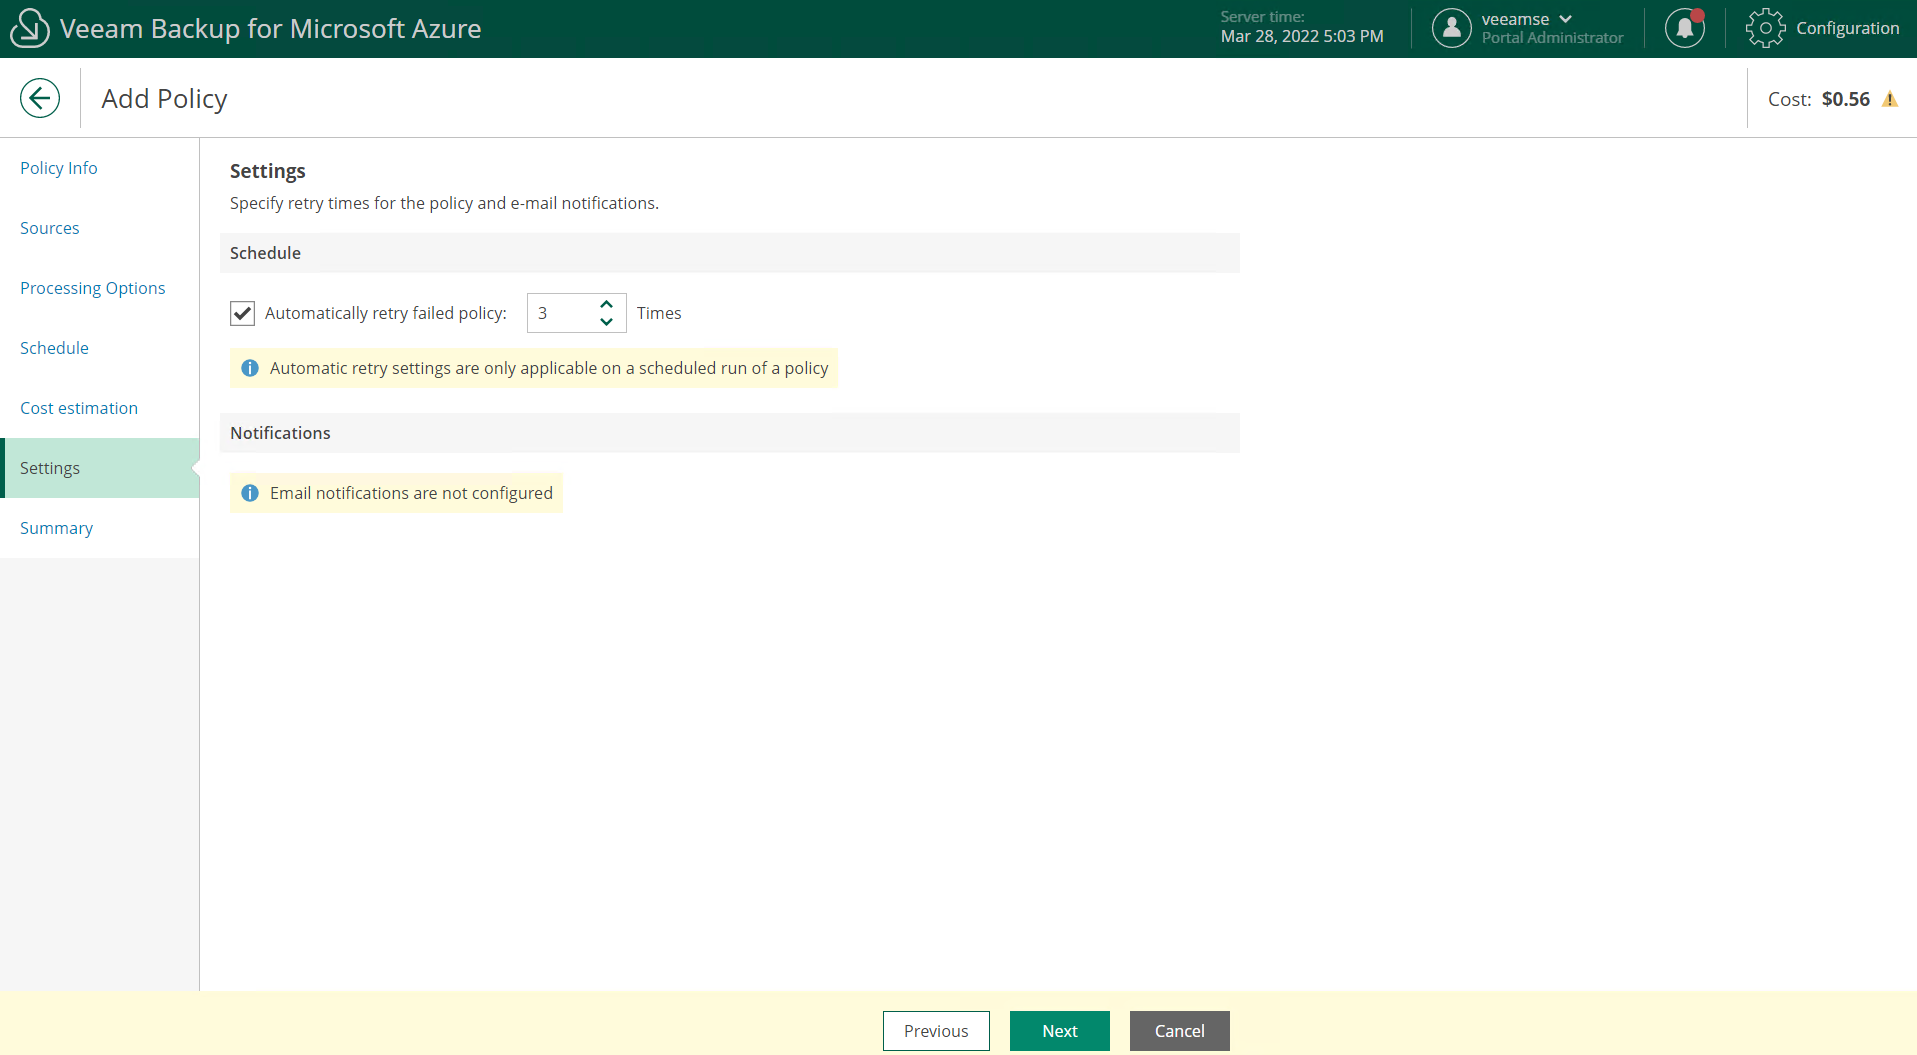 Veeam Backup for Microsoft Azure
Server time:
Mar 28, 2022 5:03 PM
veeamse
Portal Administrator
Configuration
Add Policy
Cost: $0.56
Policy Info
Sources
Processing Options
Schedule
Cost estimation
Settings
Summary
Settings
Specify retry times for the policy and e-mail notifications.
Schedule
Automatically retry failed policy: 3 Times
Automatic retry settings are only applicable on a scheduled run of a policy
Notifications
Email notifications are not configured
Previous
Next
Cancel